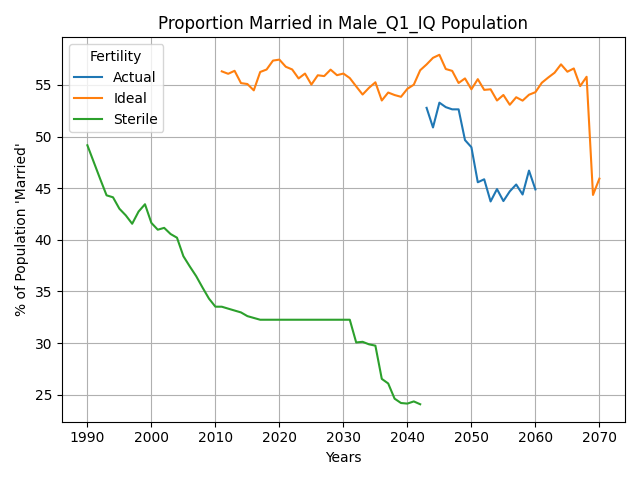 Proportion Married in Male_Q1_IQ Population
Fertility
Actual
Ideal
Sterile
% of Population 'Married'
55
50
45
40
35
30
25
1990 2000 2010 2020 2030 2040 2050 2060 2070
Years